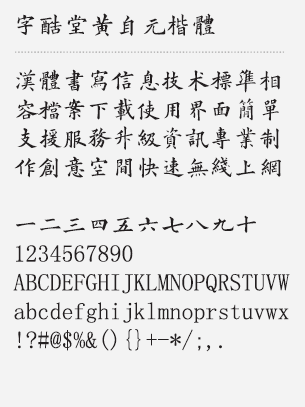 字酷堂黃自元楷體
漢體書寫信息技术標準相
容檔案下載使用界面簡單
支援服務升級資訊專業制
作創意空間快速無綫上網
一二三四五六七八九十
1234567890
ABCDEFGHIJKLMNOPQRSTUVW
abcdefghijklmnopqrstuvwx
!?#@$%&(){}+-*/;,.